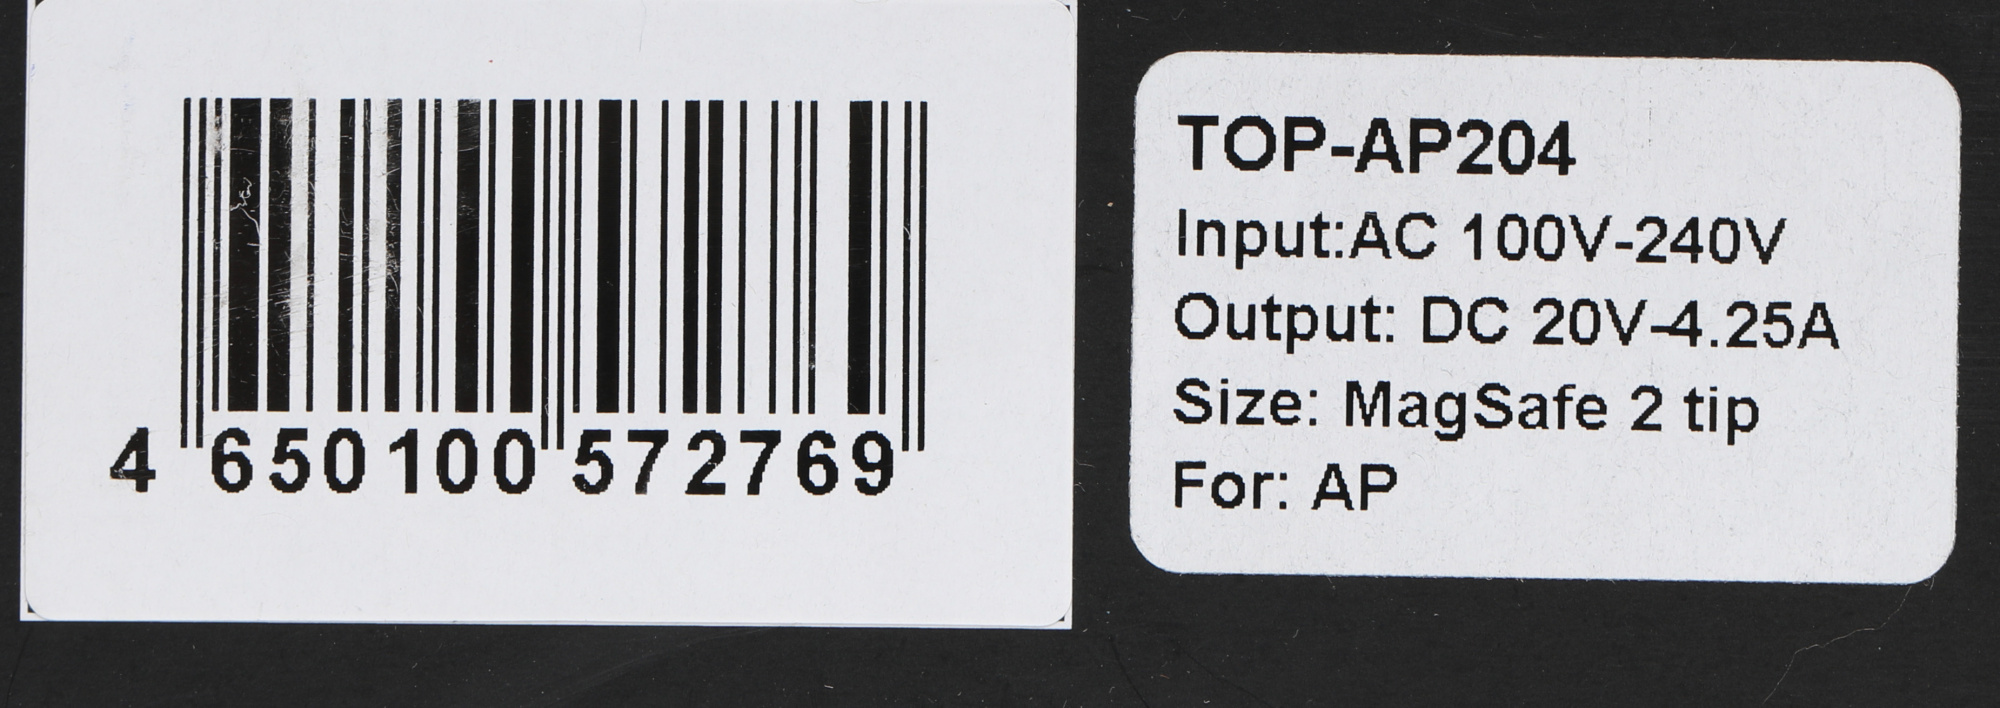 4 650100 572769
TOP-AP204
Input:AC 100V-240V
Output: DC 20V-4.25A
Size: MagSafe 2 tip
For: AP